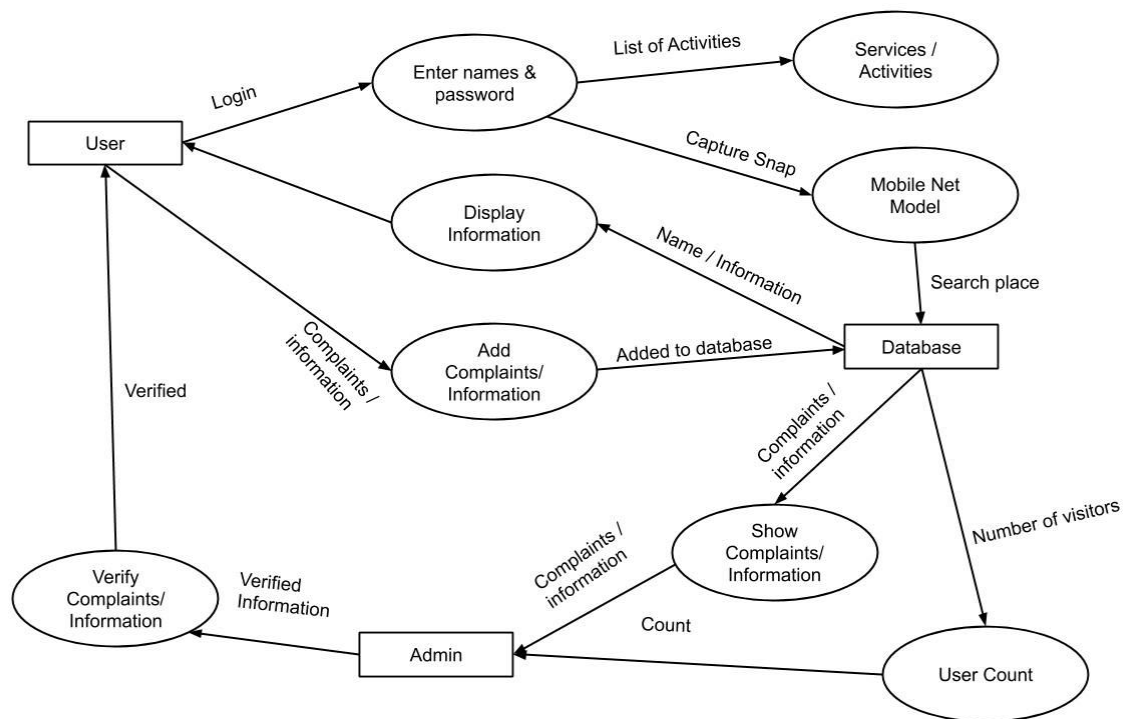 List of Activities
Services /
Activities
Enter names &
password
Login
User
Capture Snap
Mobile Net
Model
Display
Information
Name / Information
Search place
Complaints /
information
Add
Complaints/
Information
Added to database
Database
Verified
Complaints /
information
Number of visitors
Show
Complaints/
Information
Complaints /
information
Verify
Complaints/
Information
Verified
Information
Count
Admin
User Count